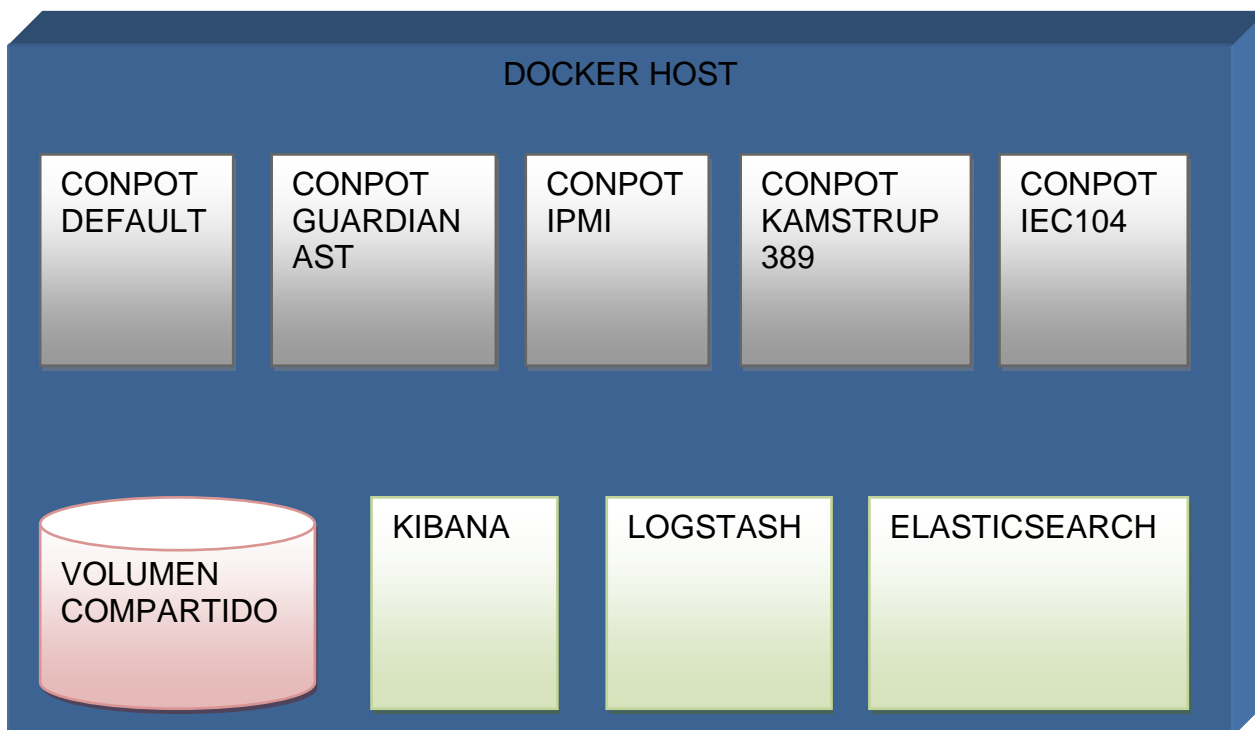 DOCKER HOST
CONPOT
DEFAULT
CONPOT
GUARDIAN
AST
CONPOT
IPMI
CONPOT
KAMSTRUP
389
CONPOT
IEC104
VOLUMEN
COMPARTIDO
KIBANA
LOGSTASH
ELASTICSEARCH